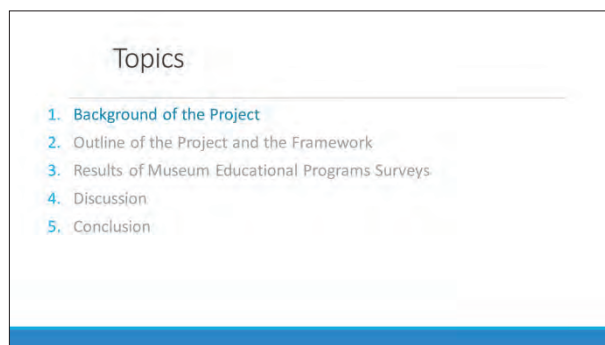 Topics
1. Background of the Project
2. Outline of the Project and the Framework
3. Results of Museum Educational Programs Surveys
4. Discussion
5. Conclusion